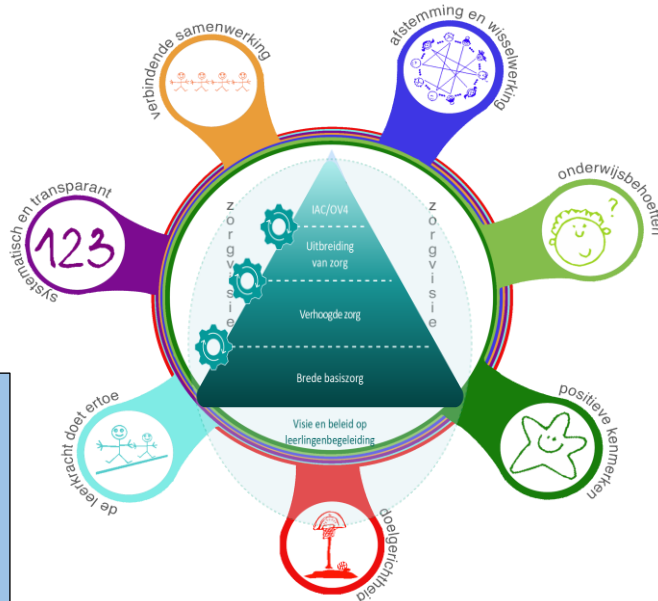 verbindende samenwerking
afstemming en wisselwerking
systematisch en transparant
123
onderwijsbehoeften
?
zorgvisie
zorgvisie
IAC/OV4
Uitbreiding
van zorg
Verhoogde zorg
Brede basiszorg
Visie en beleid op
leerlingenbegeleiding
de leerkracht doet ertoe
positieve kenmerken
doelgerichtheid